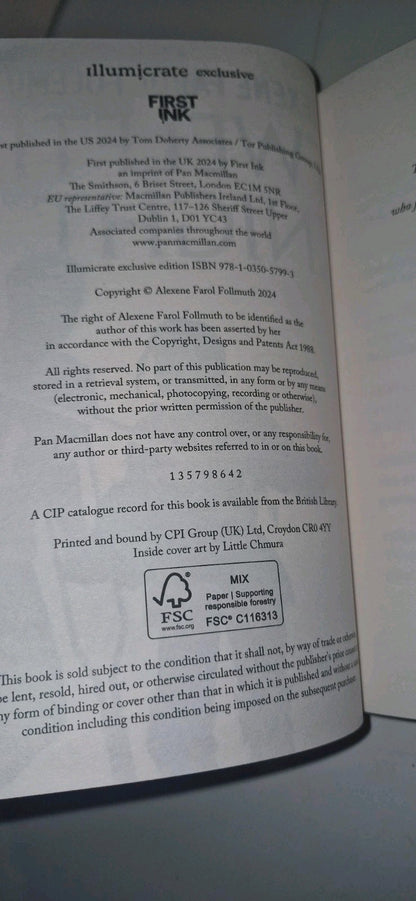 illumicrate exclusive
FIRST
INK
published in the US 2024 by Tom Doherty Associates / Tor Publishing
First published in the UK 2024 by First Ink
an imprint of Pan Macmillan
The Smithson, 6 Briset Street, London EC1M 5NR
EU representative: Macmillan Publishers Ireland Ltd, 1st Floor,
The Liffey Trust Centre, 117–126 Sheriff Street Upper
Dublin 1, D01 YC43
Associated companies throughout the world
www.panmacmillan.com
Illumicrate exclusive edition ISBN 978-1-0350-5799-3
Copyright © Alexene Farol Follmuth 2024
The right of Alexene Farol Follmuth to be identified as the
author of this work has been asserted by her
in accordance with the Copyright, Designs and Patents Act 1988.
All rights reserved. No part of this publication may be reproduced,
stored in a retrieval system, or transmitted, in any form or by any means
(electronic, mechanical, photocopying, recording or otherwise),
without the prior written permission of the publisher.
Pan Macmillan does not have any control over, or any responsibility for,
any author or third-party websites referred to in or on this book.
1 3 5 7 9 8 6 4 2
A CIP catalogue record for this book is available from the British Library.
Printed and bound by CPI Group (UK) Ltd, Croydon CR0 4YY
Inside cover art by Little Chmura
FSC
www.fsc.org
MIX
Paper | Supporting
responsible forestry
FSC® C116313
This book is sold subject to the condition that it shall not, by way of trade or otherwise,
be lent, resold, hired out, or otherwise circulated without the publisher's prior
any form of binding or cover other than that in which it is published and without
condition including this condition being imposed on the subsequent purchaser.
who